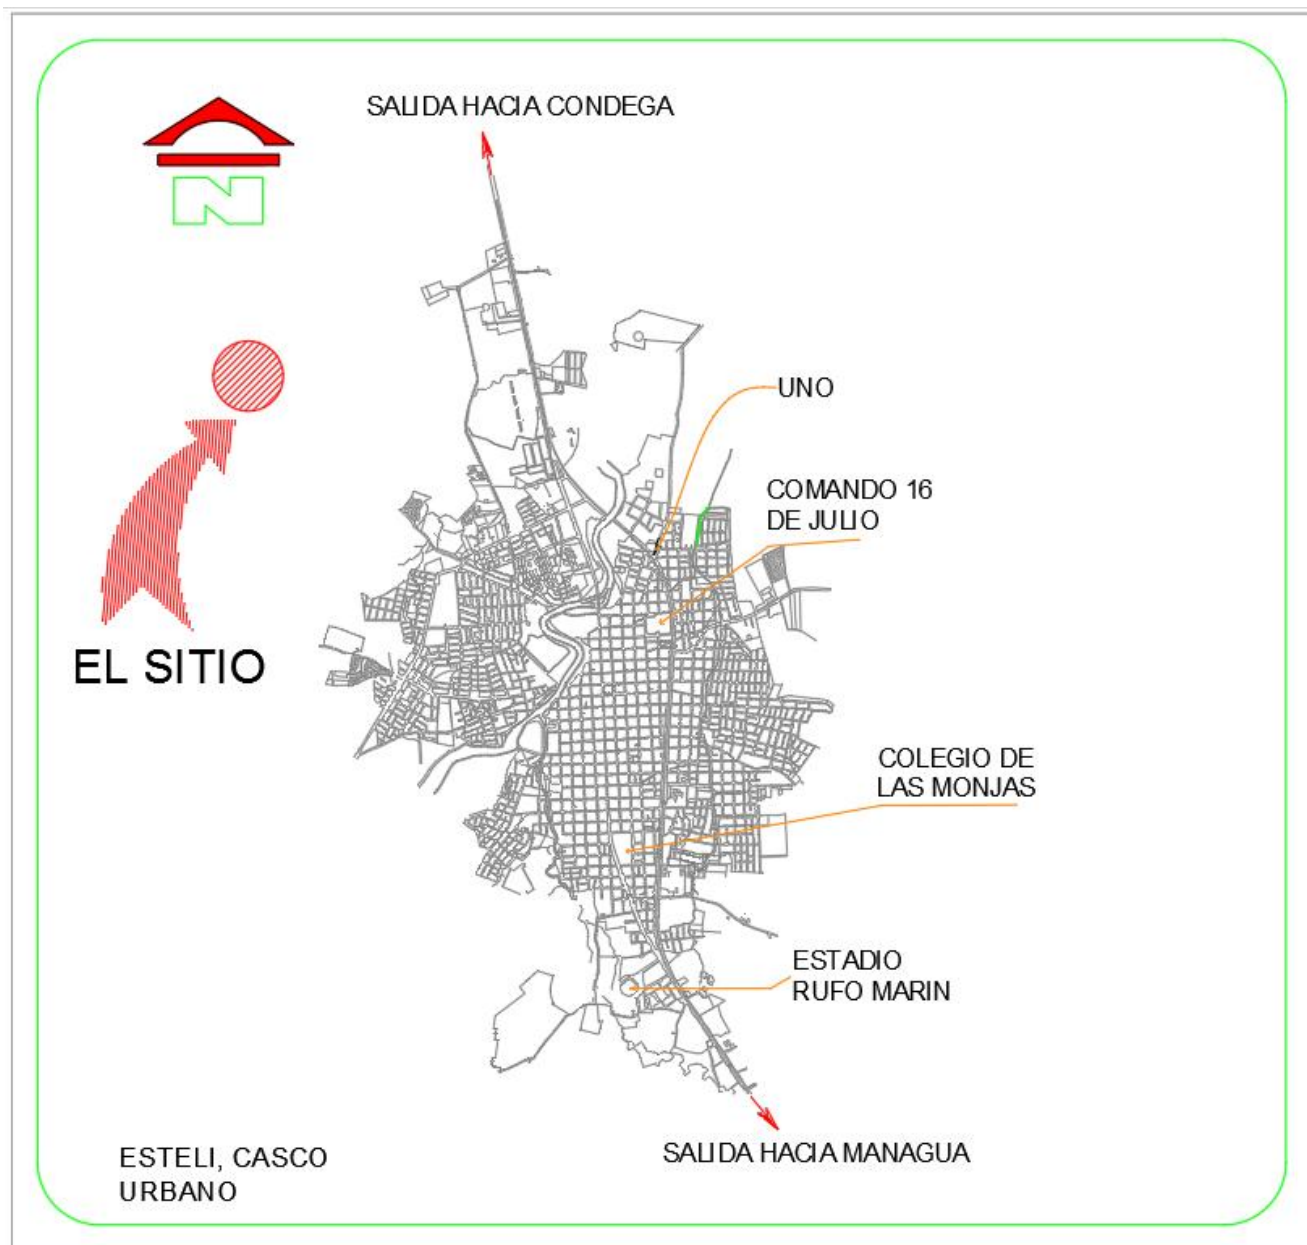 SALIDA HACIA CONDEGA
N
UNO
COMANDO 16
DE JULIO
EL SITIO
COLEGIO DE
LAS MONJAS
ESTADIO
RUFO MARIN
SALIDA HACIA MANAGUA
ESTELI, CASCO
URBANO